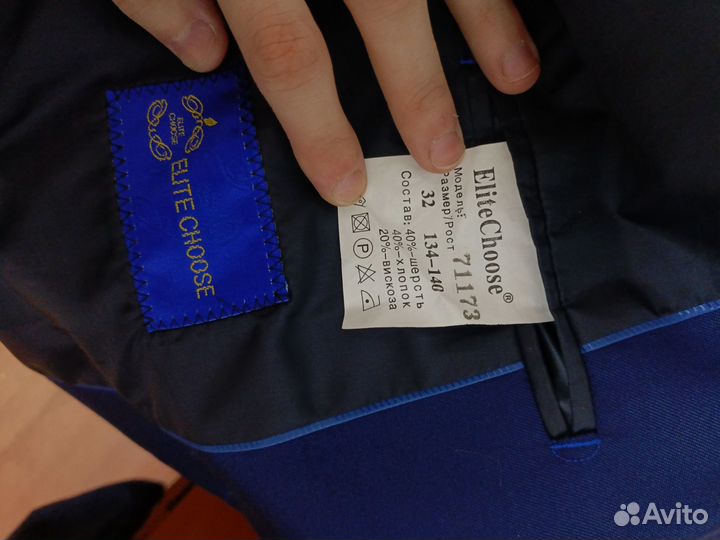 ELITE
CHOOSE
ELITE CHOOSE
EliteChoose®
Модель: 71173
Размер/Рост
32 134-140
Состав: 40%-шерсть
40%-хлопок
20%-вискоза
P
Avito